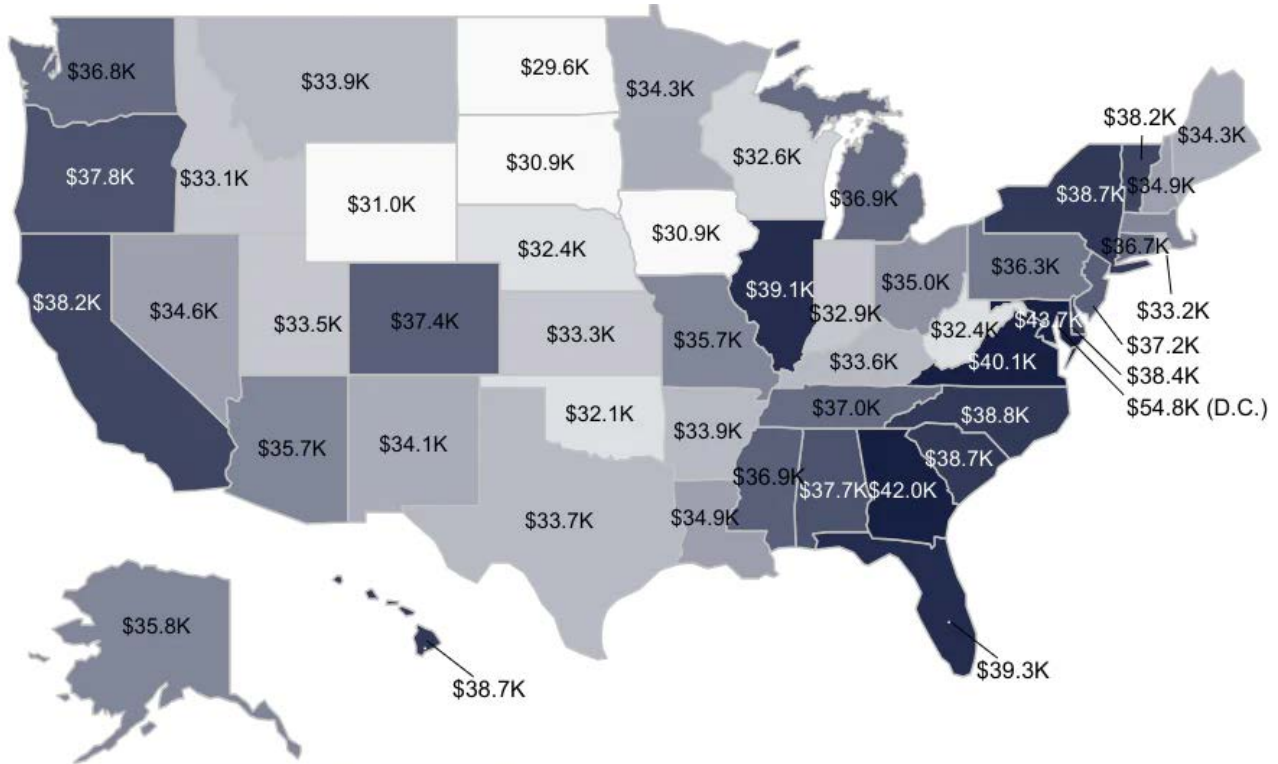 $36.8K
$33.9K
$29.6K
$34.3K
$38.2K
$34.3K
$37.8K
$33.1K
$31.0K
$30.9K
$32.6K
$36.9K
$38.7K
$34.9K
$30.9K
$36.7K
$38.2K
$34.6K
$33.5K
$37.4K
$32.4K
$39.1K
$32.9K
$35.0K
$36.3K
$33.2K
$33.3K
$35.7K
$33.6K
$32.4K
$43.7K
$40.1K
$37.2K
$38.4K
$54.8K (D.C.)
$35.7K
$34.1K
$32.1K
$33.9K
$37.0K
$38.8K
$38.7K
$33.7K
$34.9K
$36.9K
$37.7K
$42.0K
$35.8K
$38.7K
$39.3K